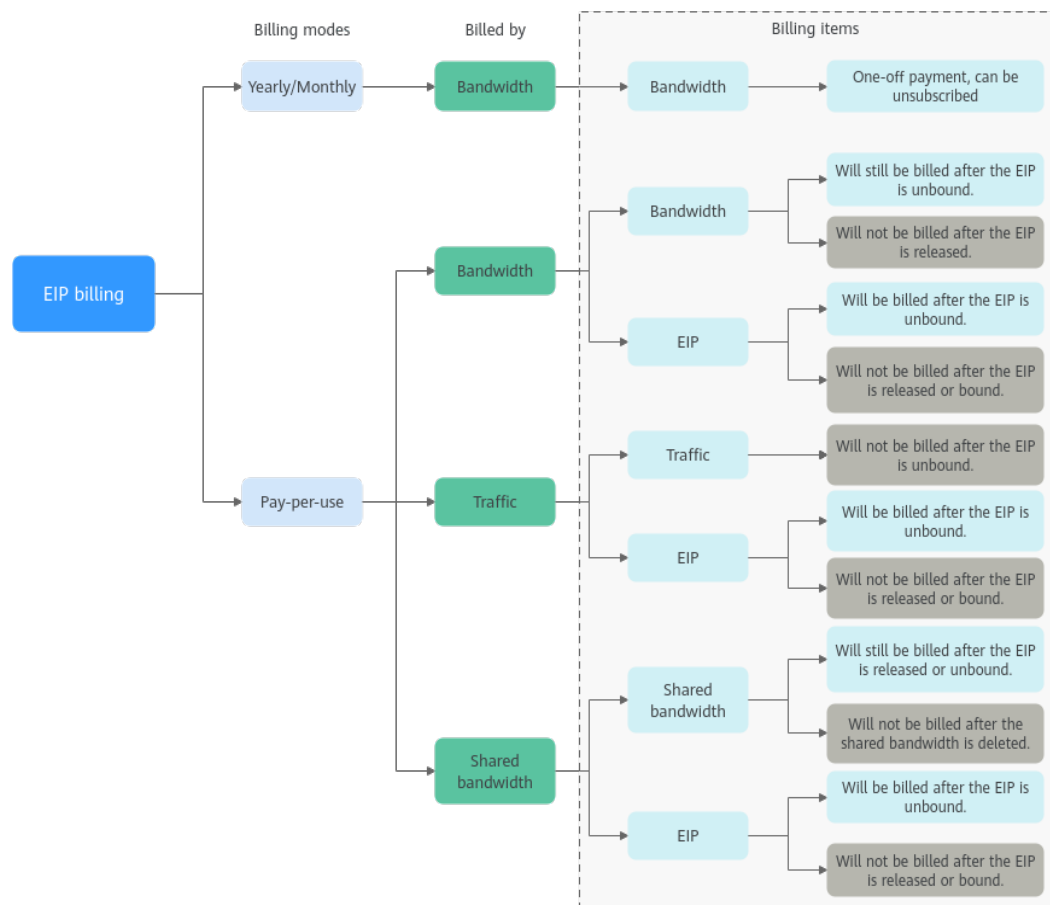 Billing modes
Billed by
Billing items
Yearly/Monthly
Bandwidth
Bandwidth
One-off payment, can be
unsubscribed
EIP billing
Pay-per-use
Bandwidth
Bandwidth
Will still be billed after the EIP
is unbound.
Will not be billed after the EIP
is released.
EIP
Will be billed after the EIP is
unbound.
Will not be billed after the EIP
is released or bound.
Traffic
Traffic
Will not be billed after the EIP
is unbound.
EIP
Will be billed after the EIP is
unbound.
Will not be billed after the EIP
is released or bound.
Shared
bandwidth
Shared
bandwidth
Will still be billed after the EIP
is released or unbound.
Will not be billed after the
shared bandwidth is deleted.
EIP
Will be billed after the EIP is
unbound.
Will not be billed after the EIP
is released or bound.